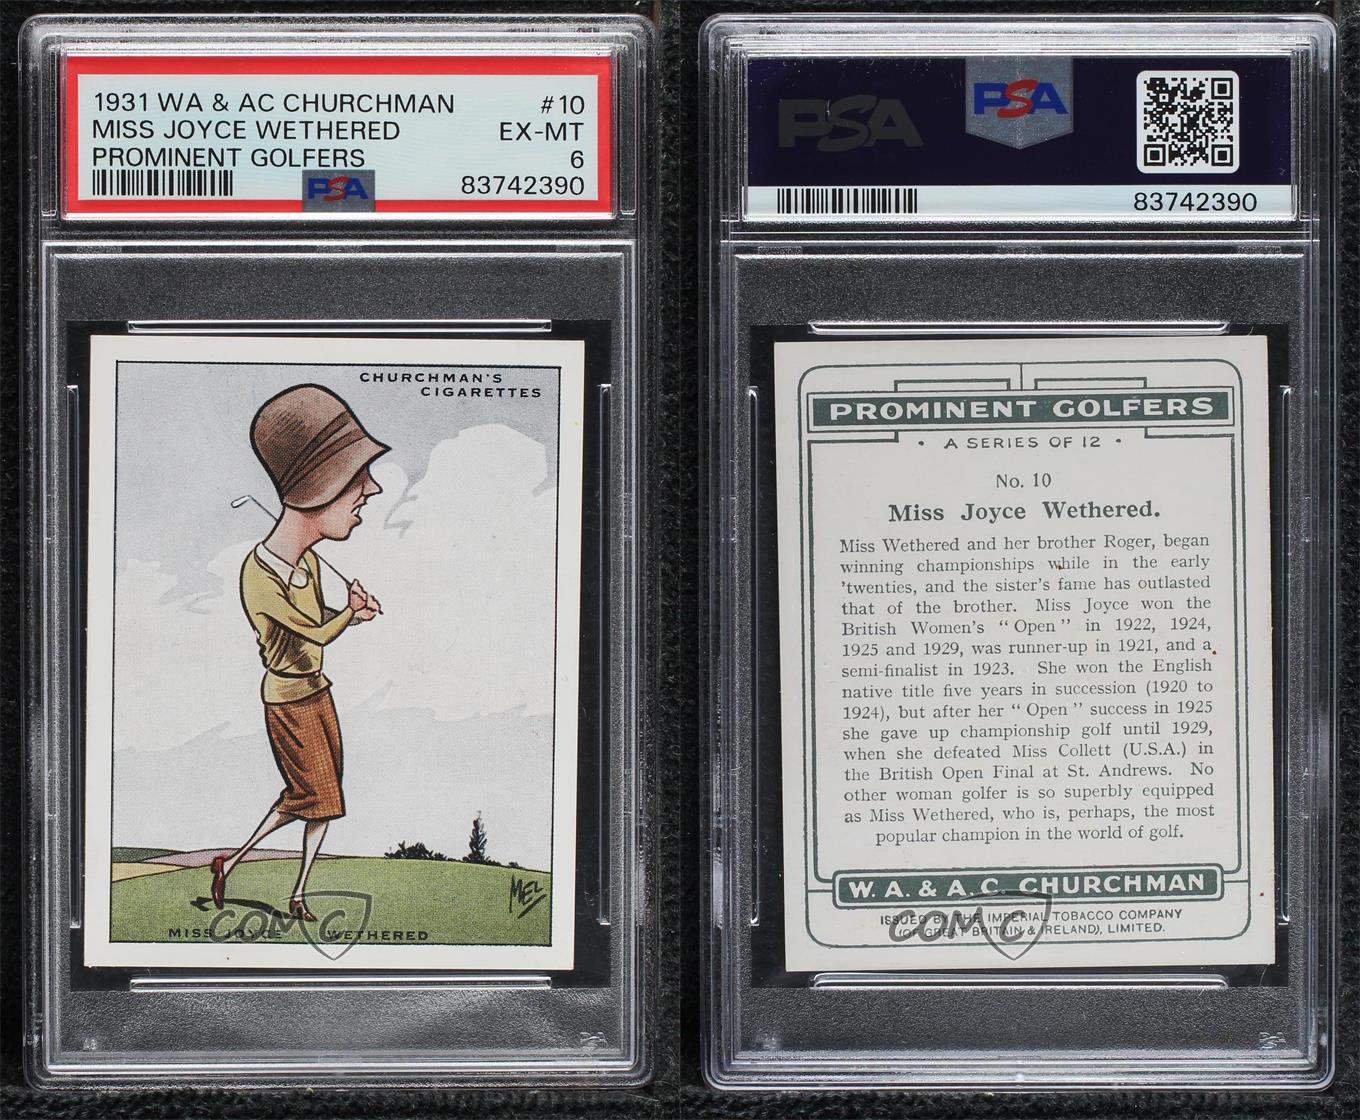 1931 WA & AC CHURCHMAN #10
MISS JOYCE WETHERED EX-MT
PROMINENT GOLFERS 6
PSA 83742390
CHURCHMAN'S
CIGARETTES
MEL
MISS JOYCE WETHERED
COMC
PSA PSA
83742390
PROMINENT GOLFERS
• A SERIES OF 12 •
No. 10
Miss Joyce Wethered.
Miss Wethered and her brother Roger, began
winning championships while in the early
'twenties, and the sister's fame has outlasted
that of the brother. Miss Joyce won the
British Women's “ Open ” in 1922, 1924,
1925 and 1929, was runner-up in 1921, and a
semi-finalist in 1923. She won the English
native title five years in succession (1920 to
1924), but after her “ Open ” success in 1925
she gave up championship golf until 1929,
when she defeated Miss Collett (U.S.A.) in
the British Open Final at St. Andrews. No
other woman golfer is so superbly equipped
as Miss Wethered, who is, perhaps, the most
popular champion in the world of golf.
W. A. & A. C. CHURCHMAN
ISSUED BY THE IMPERIAL TOBACCO COMPANY
(OF GREAT BRITAIN & IRELAND), LIMITED.
COMC